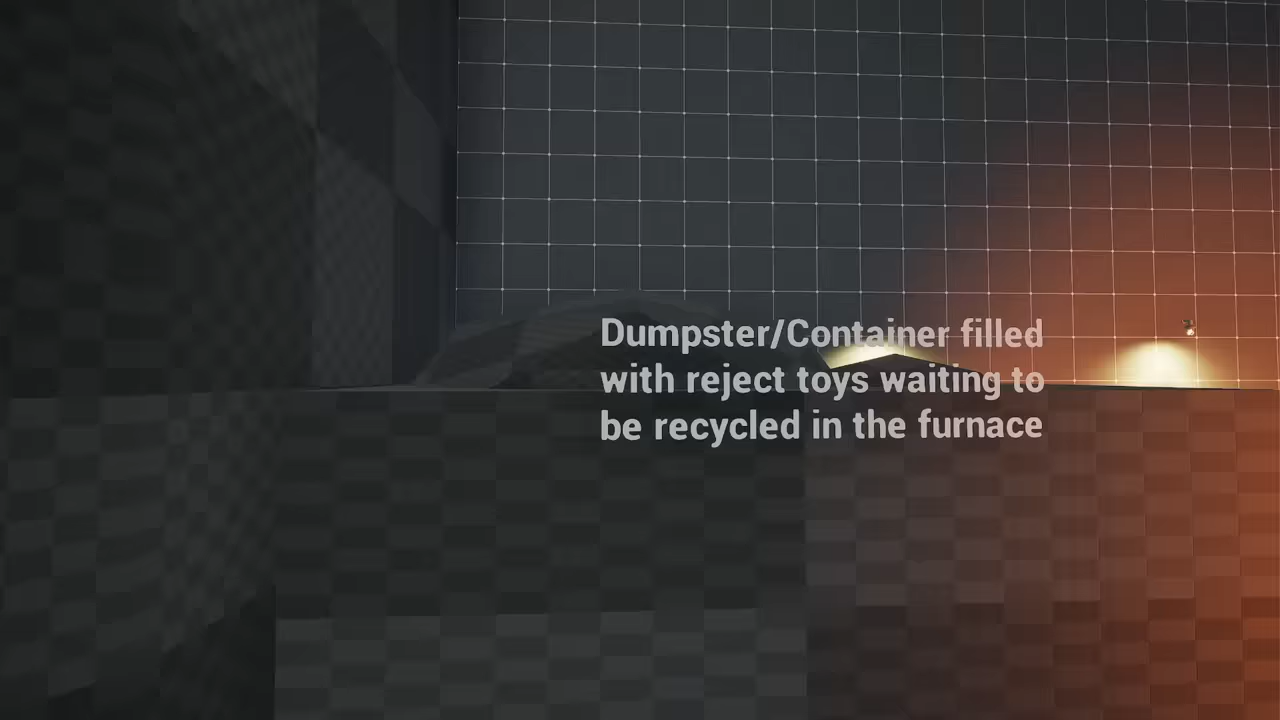 Dumpster/Container filled
with reject toys waiting to
be recycled in the furnace